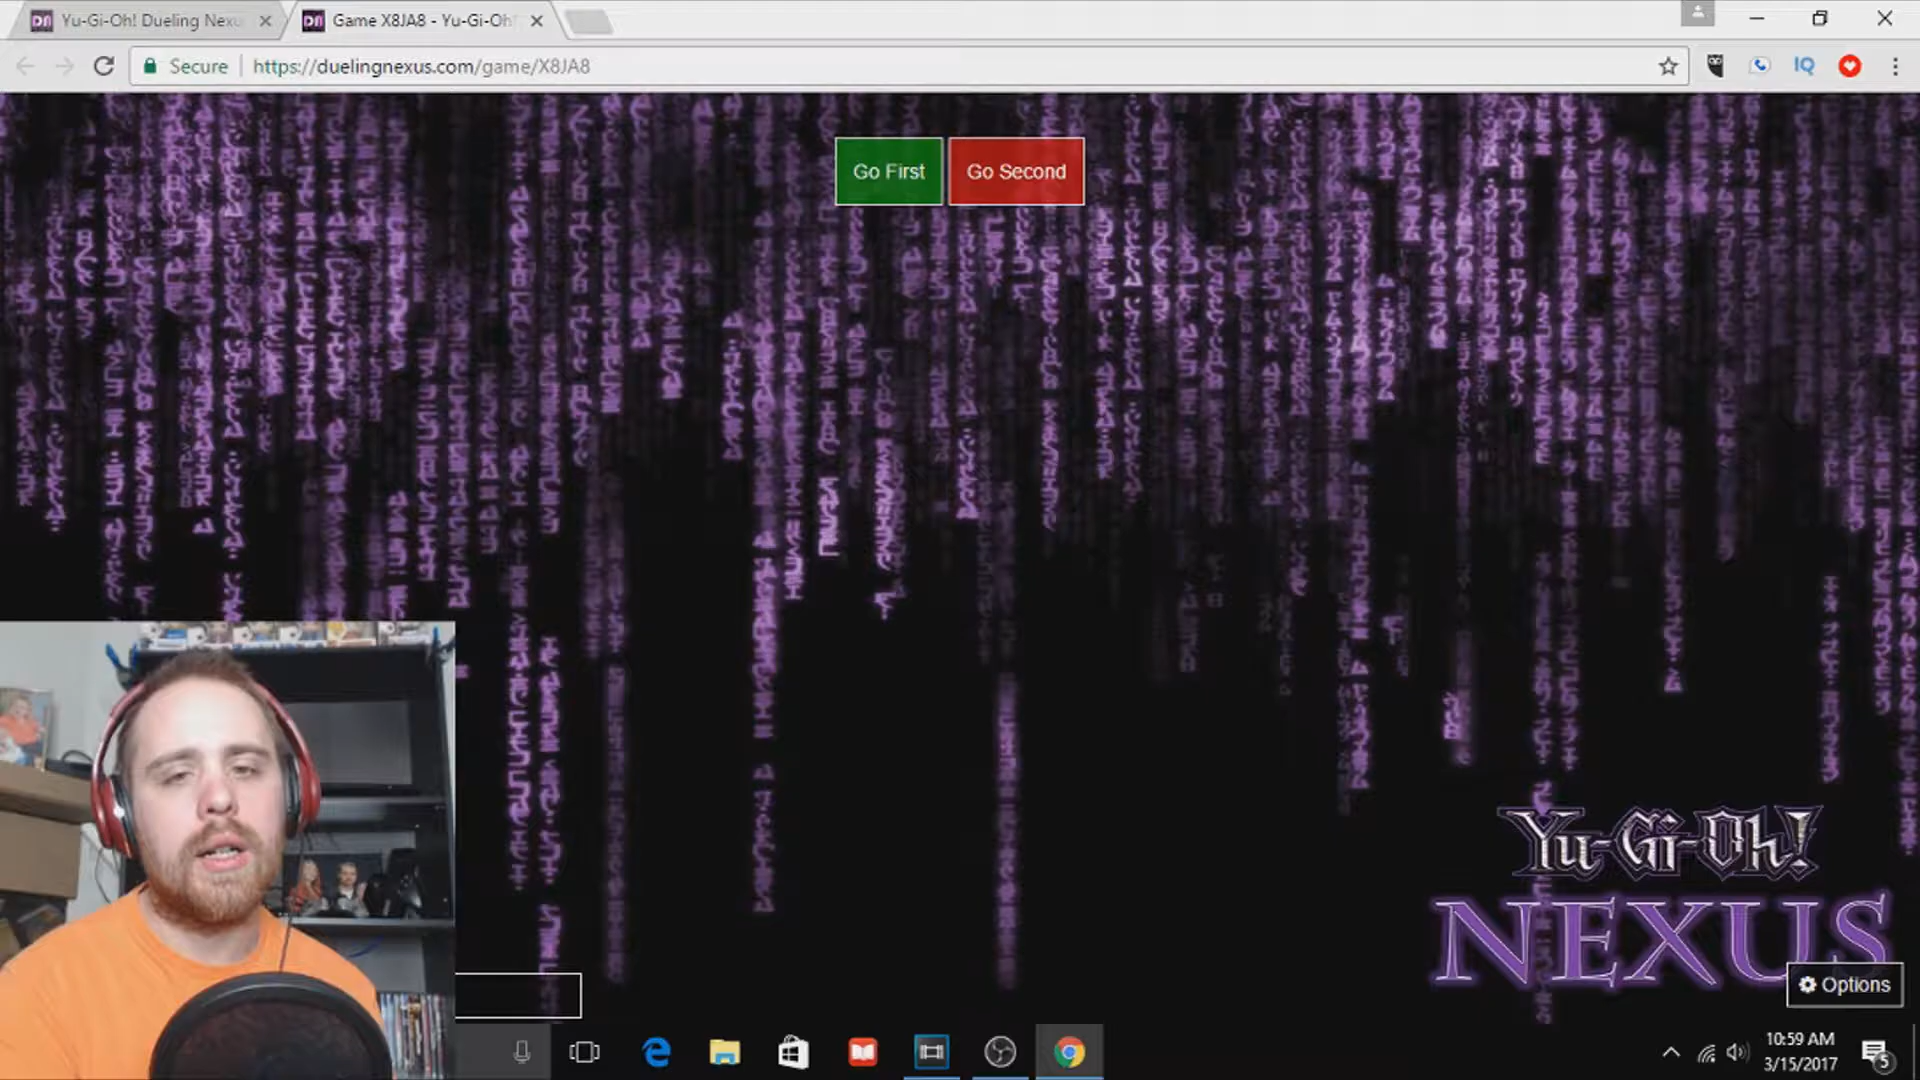 Yu-Gi-Oh! Dueling Nexu
Game X8JA8 - Yu-Gi-Oh!
Secure
https://duelingnexus.com/game/X8JA8
IQ
Go First
Go Second
Yu-Gi-Oh!
NEXUS
Options
10:59 AM
3/15/2017
5